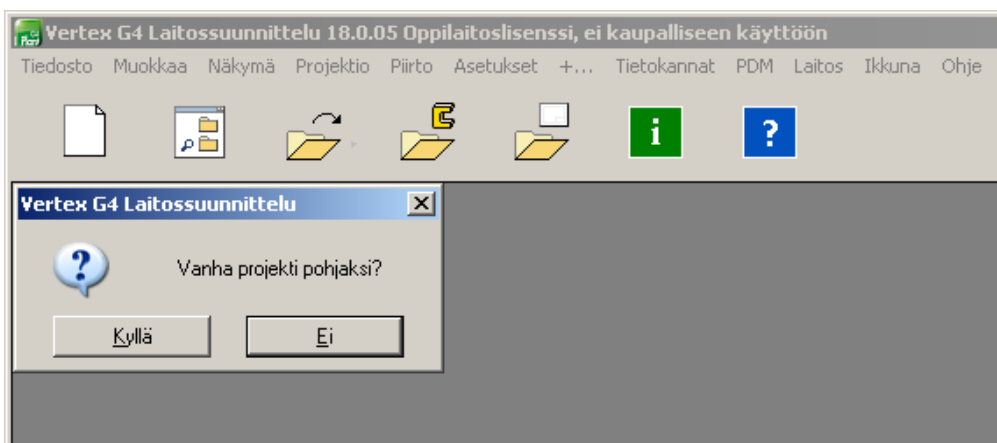 Vertex G4 Laitossuunnittelu 18.0.05 Oppilaitoslisenssi, ei kaupalliseen käyttöön
Tiedosto Muokkaa Näkymä Projektio Piirto Asetukset +... Tietokannat PDM Laitos Ikkuna Ohje
i ?
Vertex G4 Laitossuunnittelu
Vanha projekti pohjaksi?
Kyllä Ei